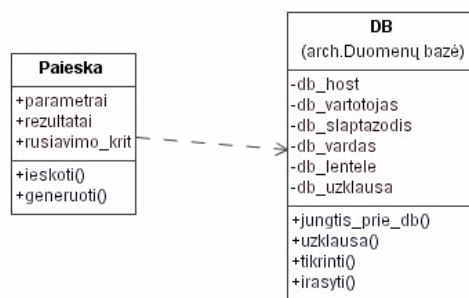 Paieska
+parametrai
+rezultatai
+rusiavimo_krit
+ieskoti()
+generuoti()
DB
(arch.Duomenų bazė)
-db_host
-db_vartotojas
-db_slaptazodis
-db_vardas
-db_lentele
-db_uzklausa
+jungtis_prie_db()
+uzklausa()
+tikrinti()
+irasyti()